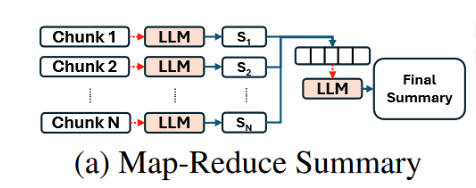 Chunk 1 LLM S1
Chunk 2 LLM S2
LLM
Final
Summary
Chunk N LLM SN
(a) Map-Reduce Summary